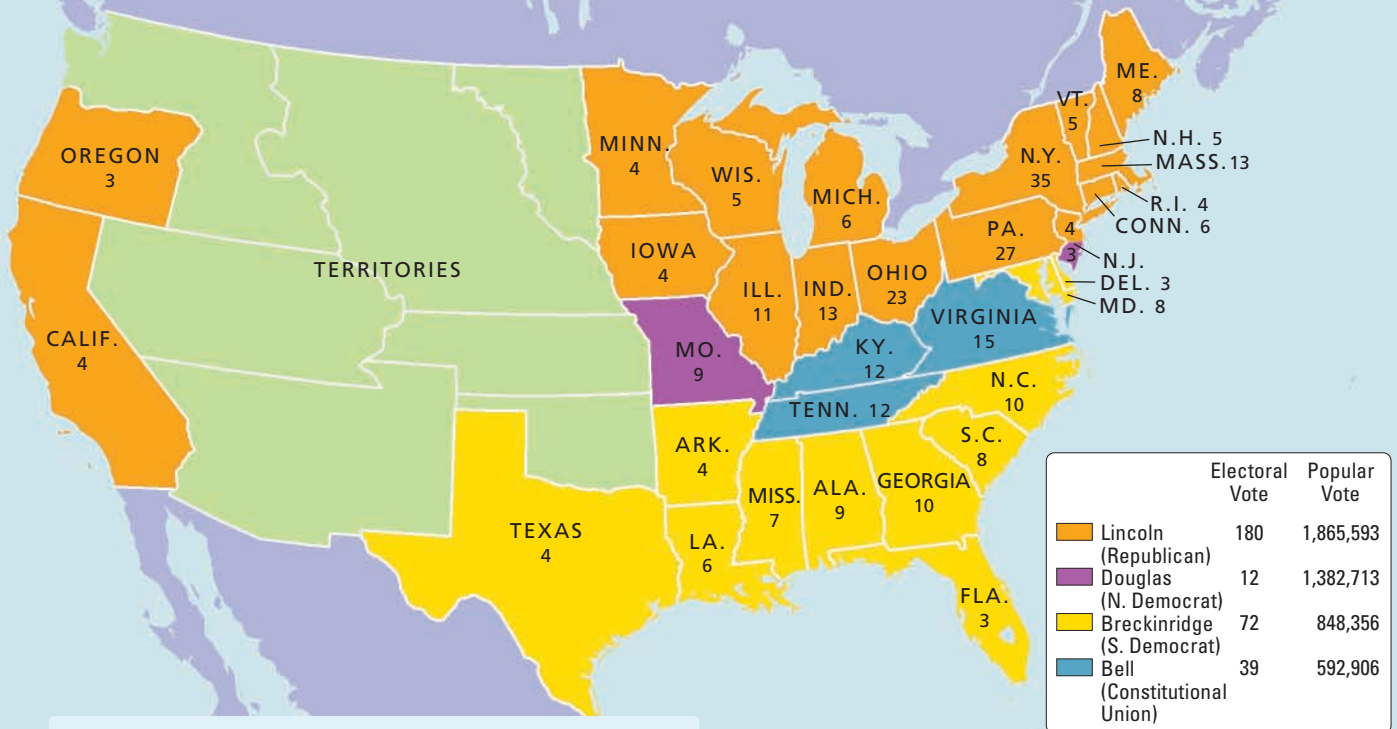 ME.
8
VT.
5
N.H. 5
MASS. 13
N.Y.
35
R.I. 4
CONN. 6
OREGON
3
MINN.
4
WIS.
5
MICH.
6
PA.
27
4
3
N.J.
DEL. 3
MD. 8
IOWA
4
OHIO
23
TERRITORIES
ILL.
11
IND.
13
VIRGINIA
15
CALIF.
4
MO.
9
KY.
12
N.C.
10
TENN. 12
S.C.
8
ARK.
4
MISS.
7
ALA.
9
GEORGIA
10
TEXAS
4
LA.
6
FLA.
3
Electoral Popular
Vote Vote
Lincoln 180 1,865,593
(Republican)
Douglas 12 1,382,713
(N. Democrat)
Breckinridge 72 848,356
(S. Democrat)
Bell 39 592,906
(Constitutional
Union)